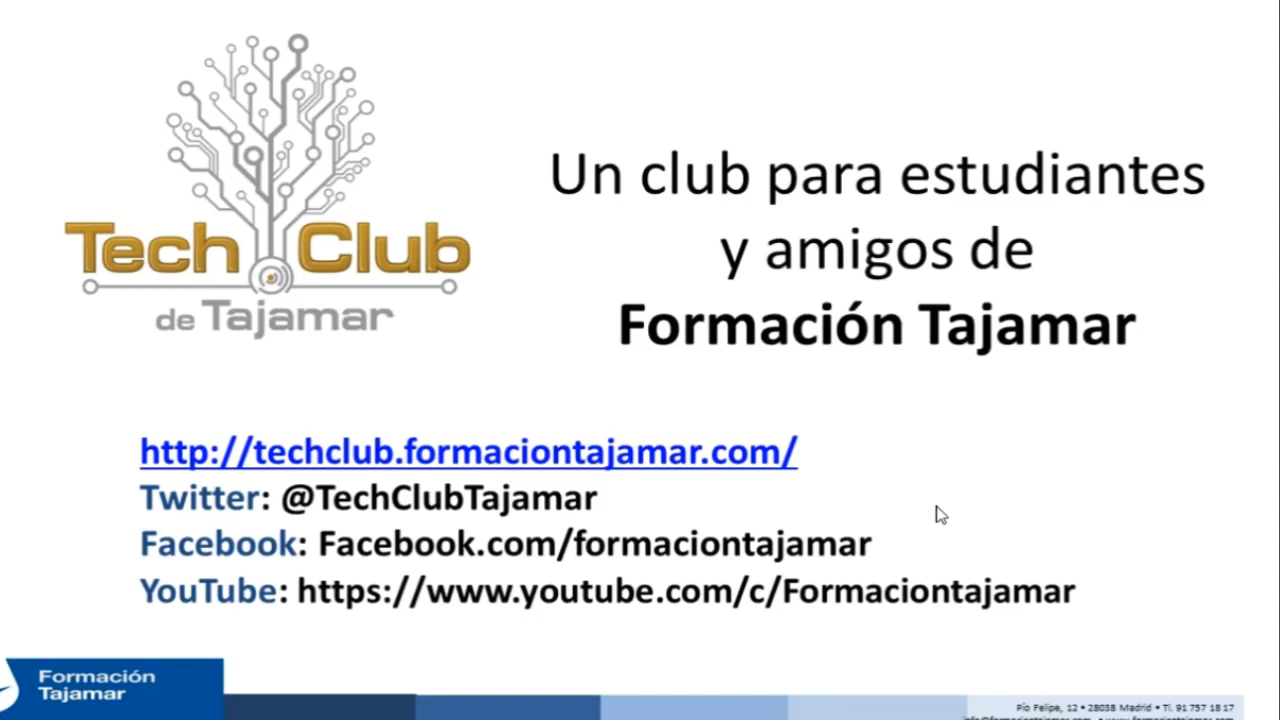 Tech Club
de Tajamar
Un club para estudiantes
y amigos de
Formación Tajamar
http://techclub.formaciontajamar.com/
Twitter: @TechClubTajamar
Facebook: Facebook.com/formaciontajamar
YouTube: https://www.youtube.com/c/Formaciontajamar
Formación
Tajamar
Pío Felipe, 12 • 28038 Madrid • Tl. 91 757 18 17